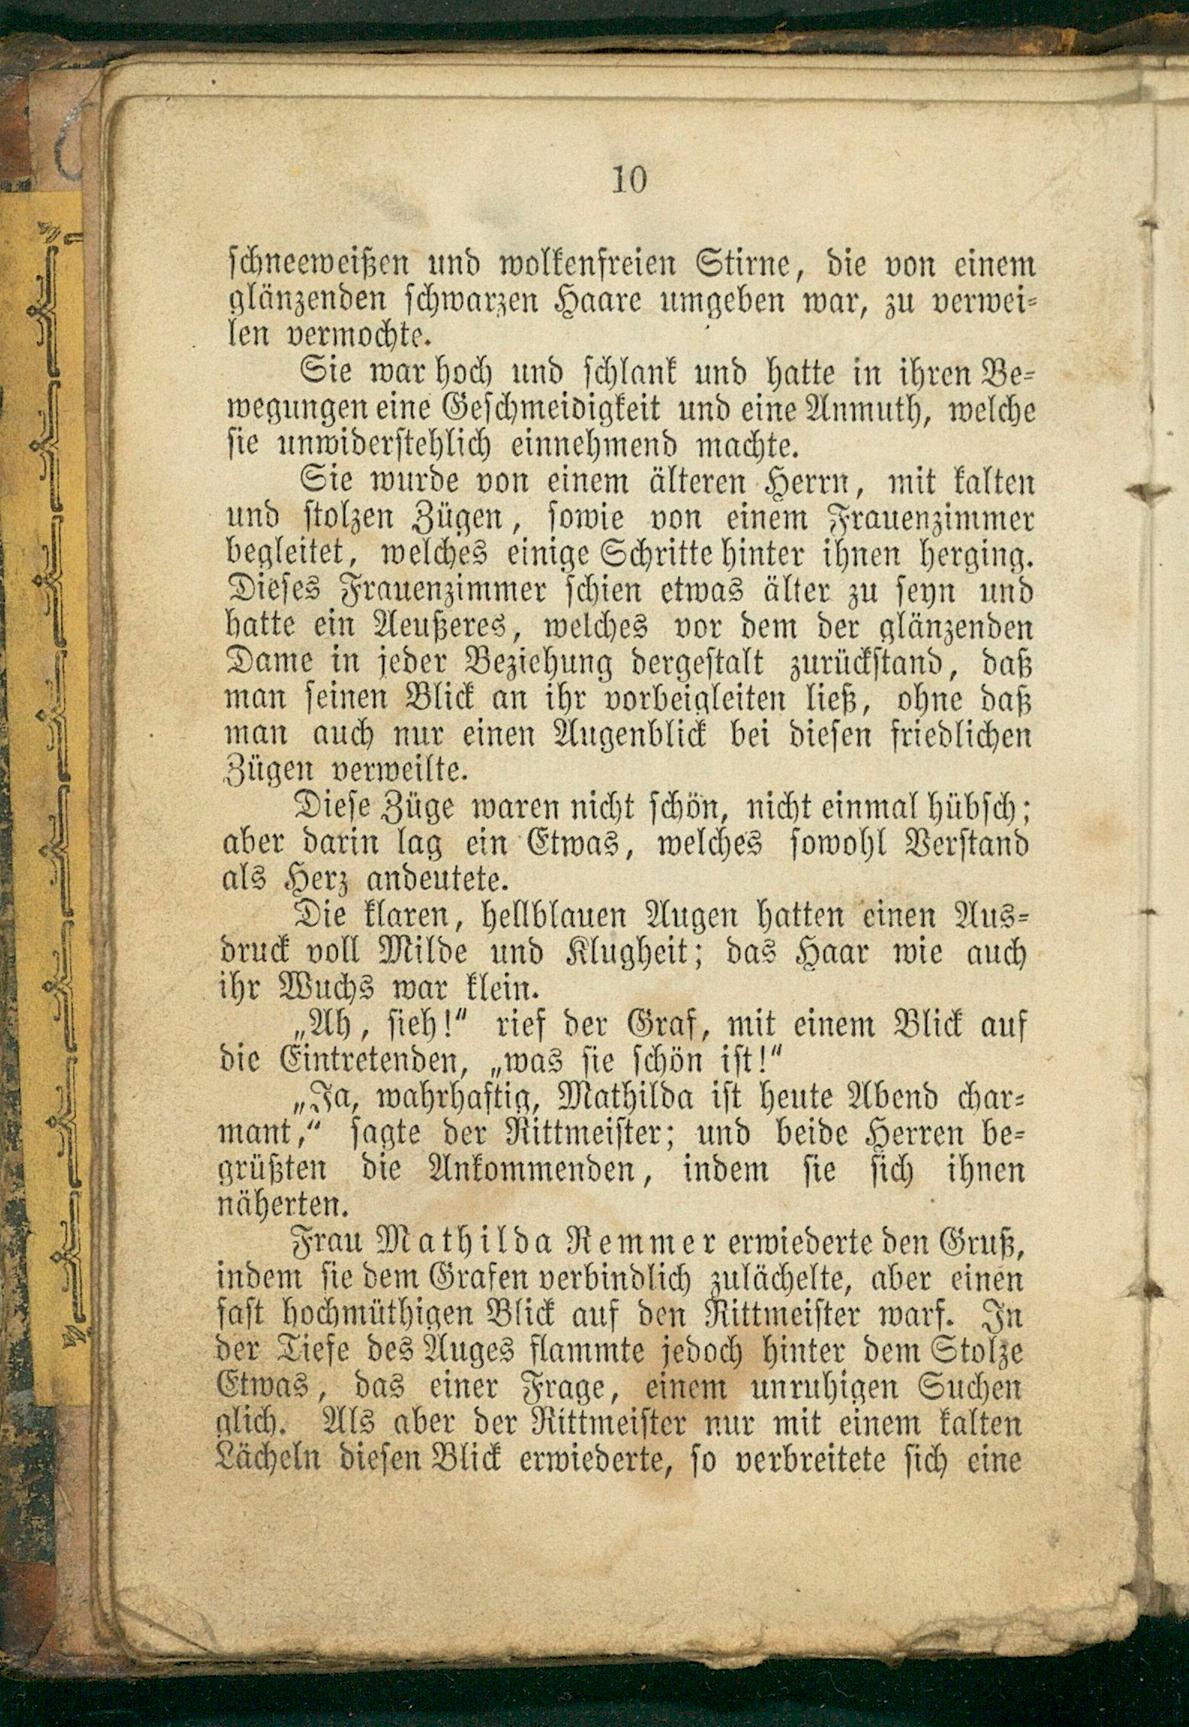 10
schneeweißen und wolkenfreien Stirne, die von einem
glänzenden schwarzen Haare umgeben war, zu verwei-
len vermochte.
Sie war hoch und schlank und hatte in ihren Be-
wegungen eine Geschmeidigkeit und eine Anmuth, welche
sie unwiderstehlich einnehmend machte.
Sie wurde von einem älteren Herrn, mit kalten
und stolzen Zügen, sowie von einem Frauenzimmer
begleitet, welches einige Schritte hinter ihnen herging.
Dieses Frauenzimmer schien etwas älter zu seyn und
hatte ein Aeußeres, welches vor dem der glänzenden
Dame in jeder Beziehung dergestalt zurückstand, daß
man seinen Blick an ihr vorbeigleiten ließ, ohne daß
man auch nur einen Augenblick bei diesen friedlichen
Zügen verweilte.
Diese Züge waren nicht schön, nicht einmal hübsch;
aber darin lag ein Etwas, welches sowohl Verstand
als Herz andeutete.
Die klaren, hellblauen Augen hatten einen Aus-
druck voll Milde und Klugheit; das Haar wie auch
ihr Wuchs war klein.
„Ah, sieh!“ rief der Graf, mit einem Blick auf
die Eintretenden, „was sie schön ist!“
„Ja, wahrhaftig, Mathilda ist heute Abend char-
mant,“ sagte der Rittmeister; und beide Herren be-
grüßten die Ankommenden, indem sie sich ihnen
näherten.
Frau Mathilda Remmer erwiederte den Gruß,
indem sie dem Grafen verbindlich zulächelte, aber einen
fast hochmüthigen Blick auf den Rittmeister warf. In
der Tiefe des Auges flammte jedoch hinter dem Stolze
Etwas, das einer Frage, einem unruhigen Suchen
glich. Als aber der Rittmeister nur mit einem kalten
Lächeln diesen Blick erwiederte, so verbreitete sich eine